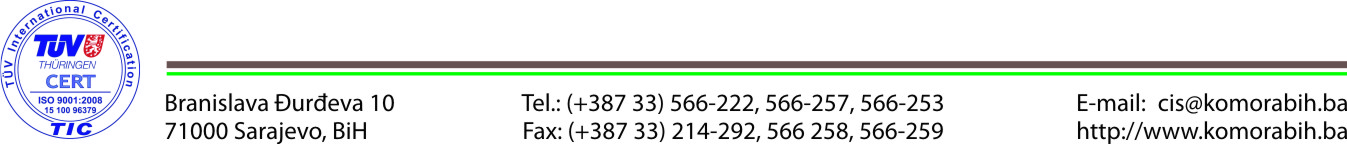 TÜV International Certification
TÜV
THÜRINGEN
CERT
ISO 9001:2008
15 100 96379
TIC
Branislava Đurđeva 10
71000 Sarajevo, BiH
Tel.: (+387 33) 566-222, 566-257, 566-253
Fax: (+387 33) 214-292, 566 258, 566-259
E-mail:  cis@komorabih.ba
http://www.komorabih.ba